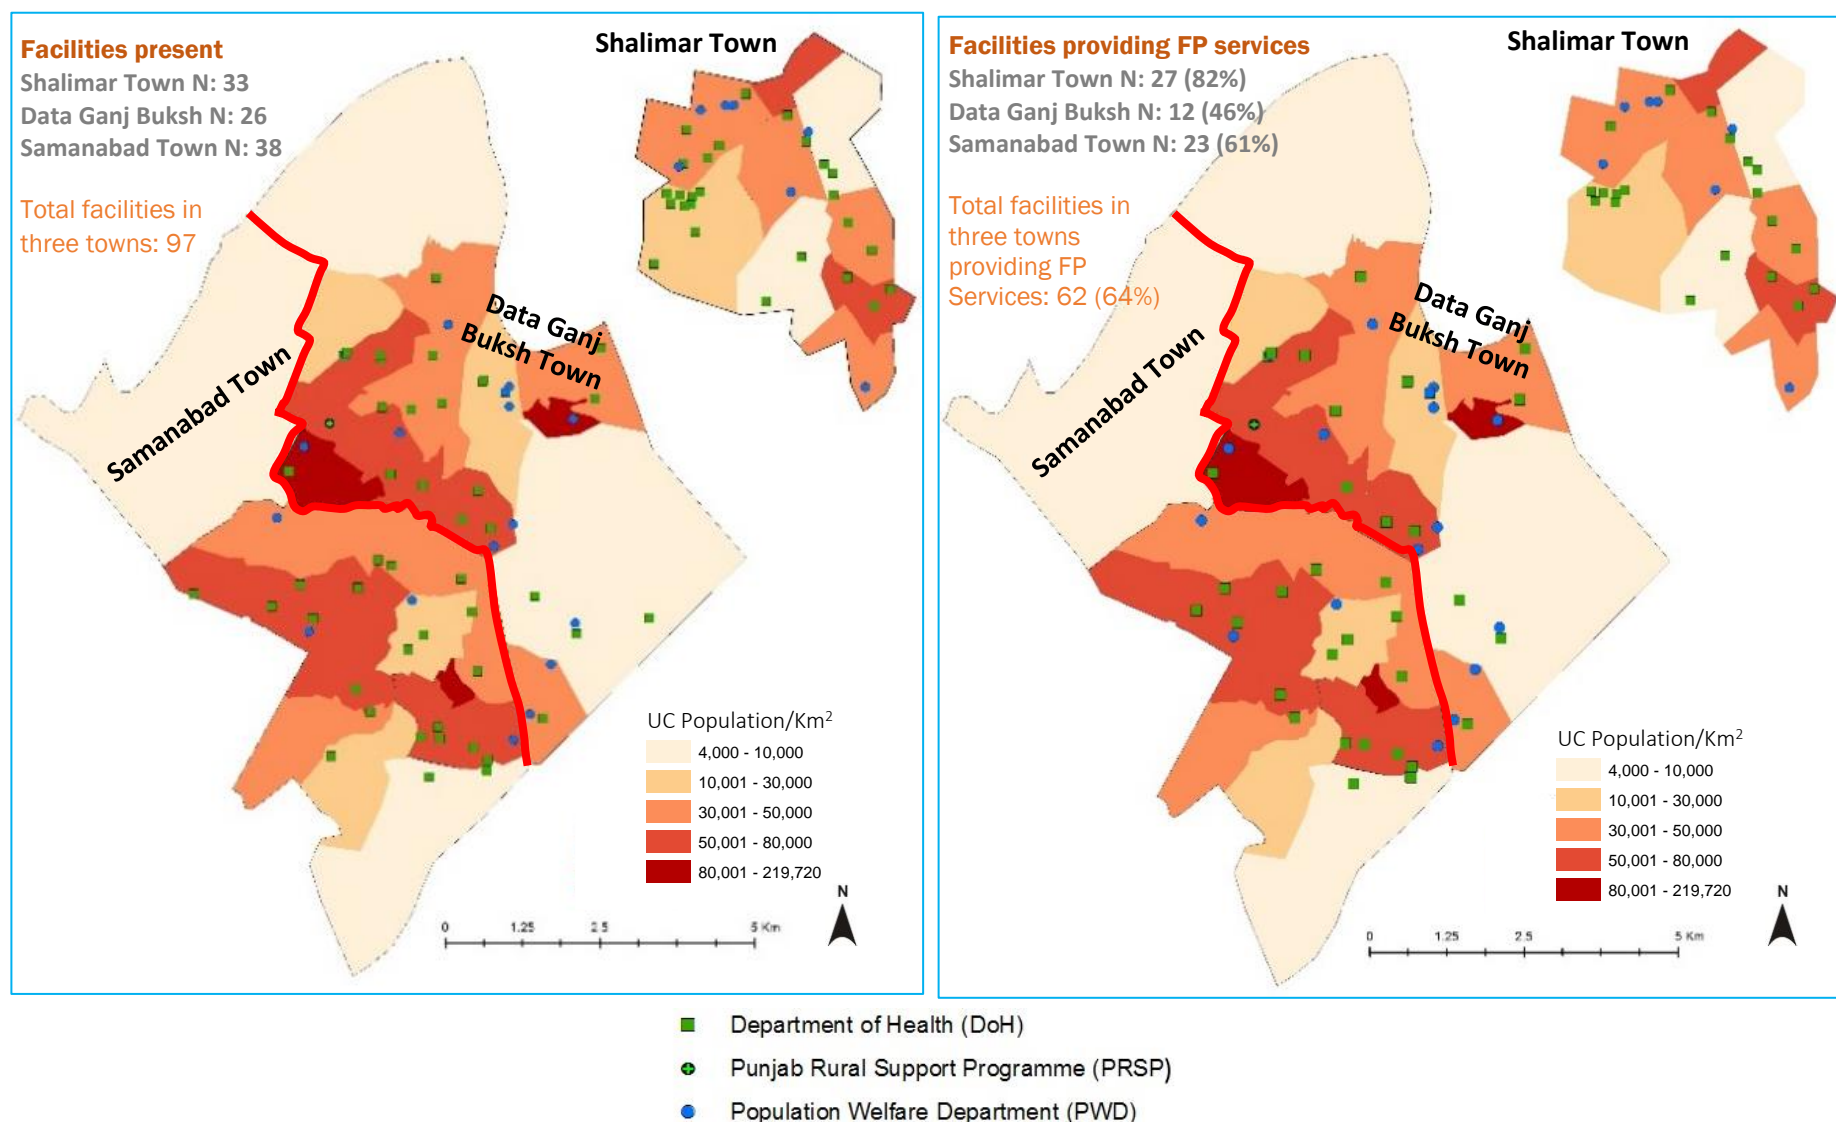 Facilities present
Shalimar Town N: 33
Data Ganj Buksh N: 26
Samanabad Town N: 38
Total facilities in
three towns: 97
Shalimar Town
Data Ganj
Buksh Town
Samanabad Town
UC Population/Km2
4,000 - 10,000
10,001 - 30,000
30,001 - 50,000
50,001 - 80,000
80,001 - 219,720
N
0 1.25 2.5 5 Km
Facilities providing FP services
Shalimar Town N: 27 (82%)
Data Ganj Buksh N: 12 (46%)
Samanabad Town N: 23 (61%)
Total facilities in
three towns
providing FP
Services: 62 (64%)
Shalimar Town
Data Ganj
Buksh Town
Samanabad Town
UC Population/Km2
4,000 - 10,000
10,001 - 30,000
30,001 - 50,000
50,001 - 80,000
80,001 - 219,720
N
0 1.25 2.5 5 Km
Department of Health (DoH)
Punjab Rural Support Programme (PRSP)
Population Welfare Department (PWD)